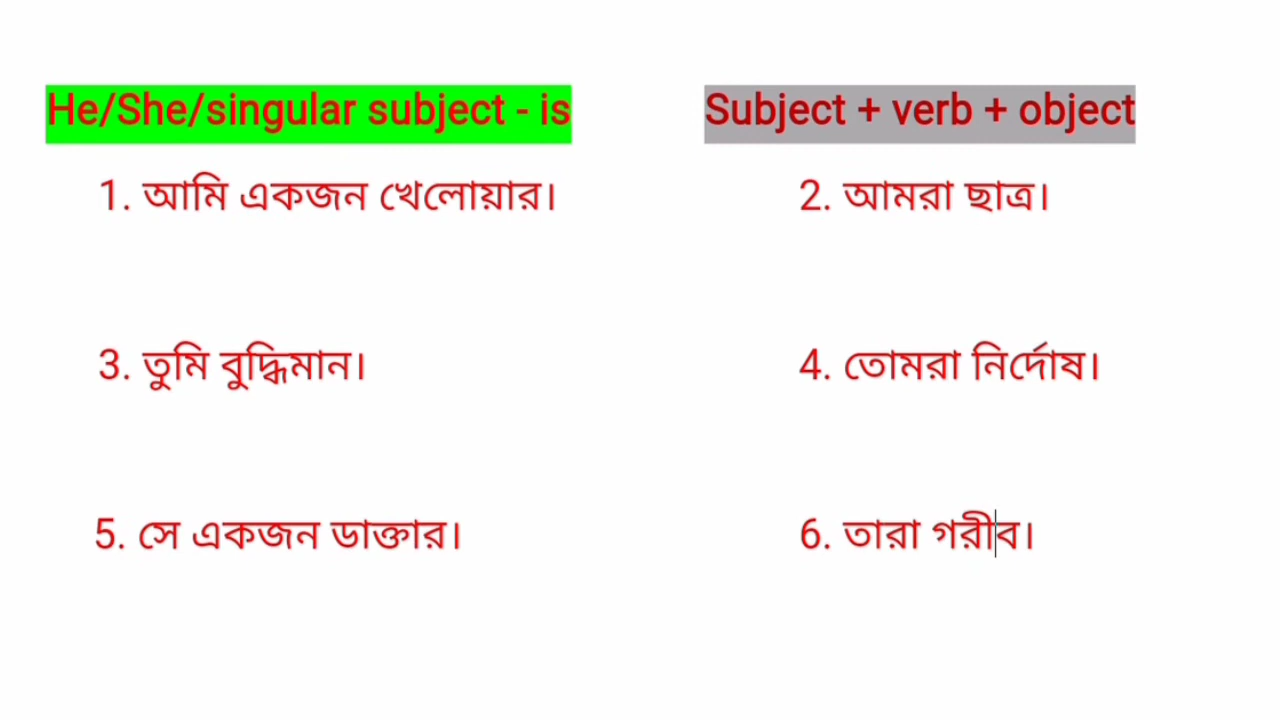 He/She/singular subject - is
Subject + verb + object
1. আমি একজন খেলোয়ার।
2. আমরা ছাত্র।
3. তুমি বুদ্ধিমান।
4. তোমরা নির্দোষ।
5. সে একজন ডাক্তার।
6. তারা গরীব।